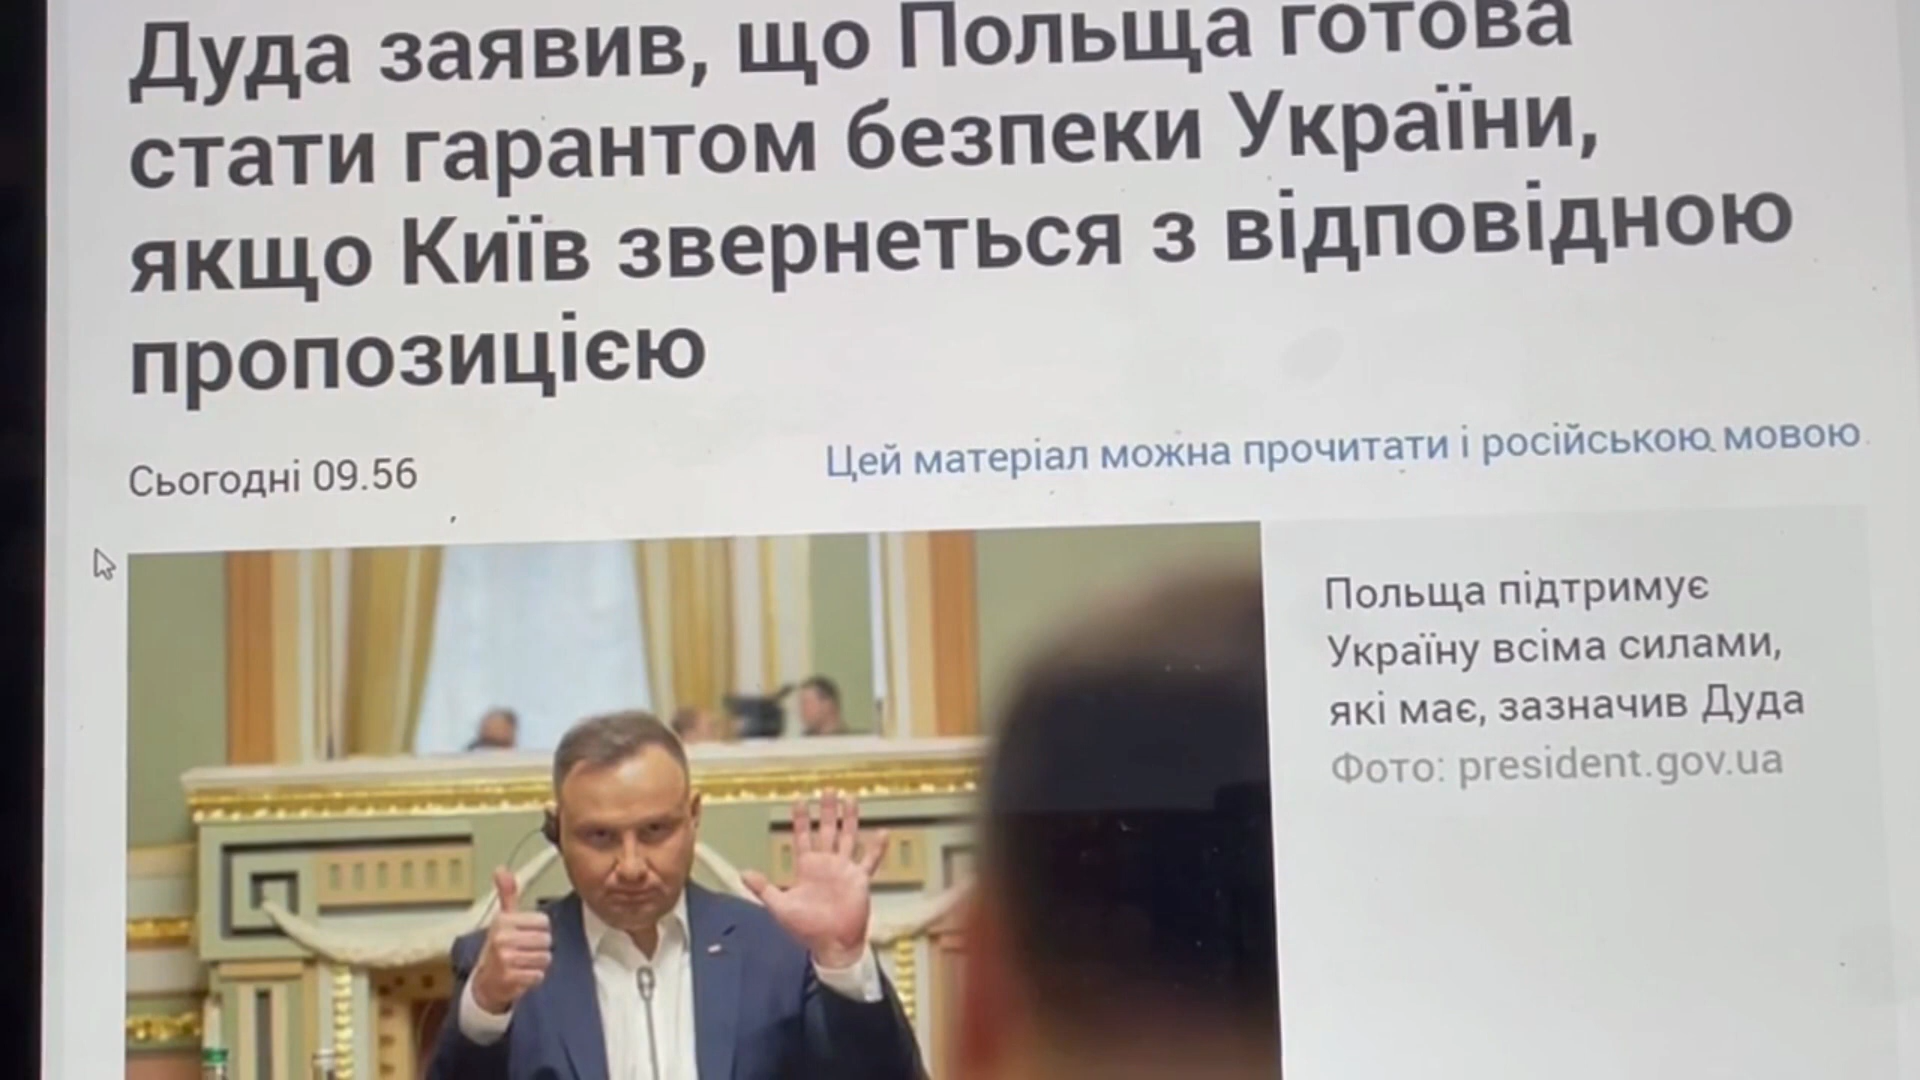 Дуда заявив, що Польща готова
стати гарантом безпеки України,
якщо Київ звернеться з відповідною
пропозицією
Сьогодні 09.56
Цей матеріал можна прочитати і російською мовою
Польща підтримує
Україну всіма силами,
які має, зазначив Дуда
Фото: president.gov.ua